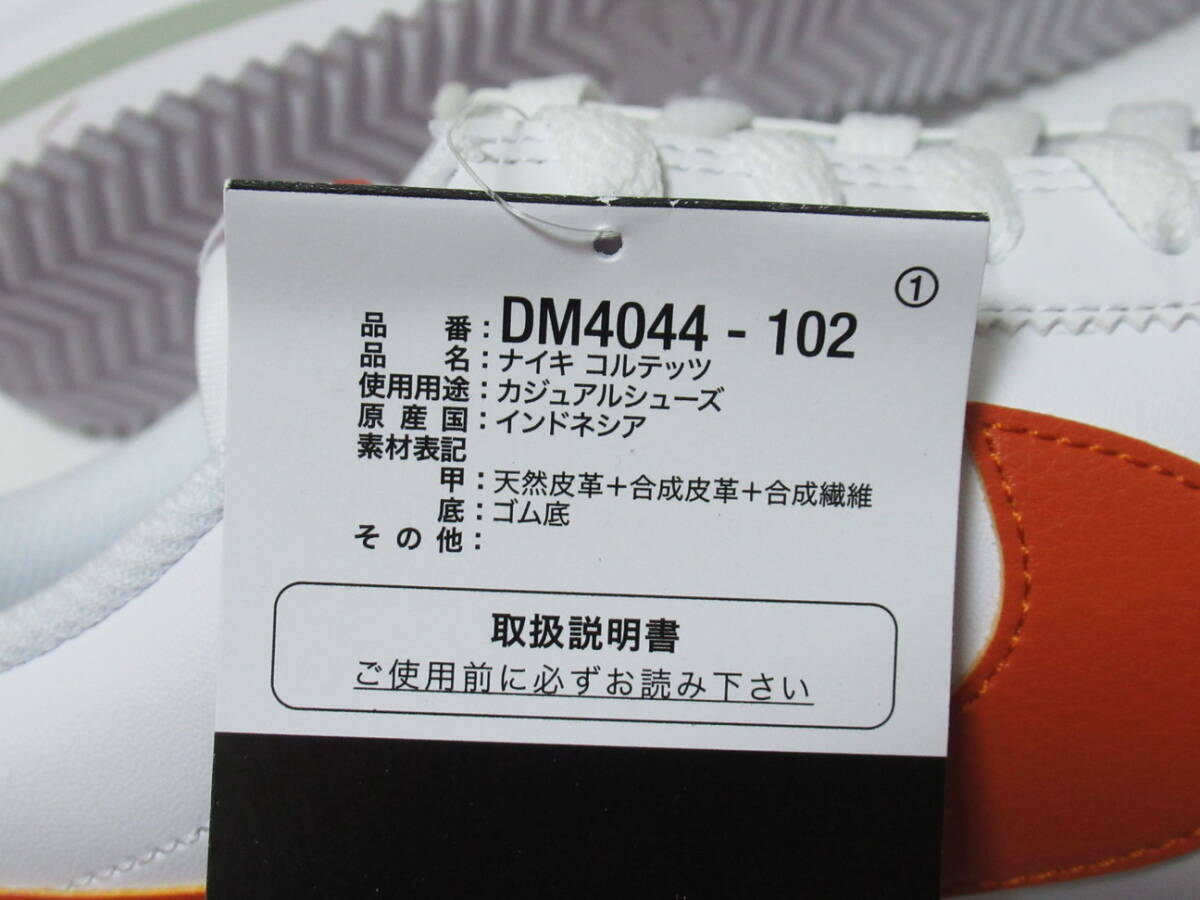 ①
品 番 : DM4044 - 102
品 名 : ナイキ コルテッツ
使用用途 : カジュアルシューズ
原 産 国 : インドネシア
素材表記
甲 : 天然皮革＋合成皮革＋合成繊維
底 : ゴム底
そ の 他 :
取扱説明書
ご使用前に必ずお読み下さい